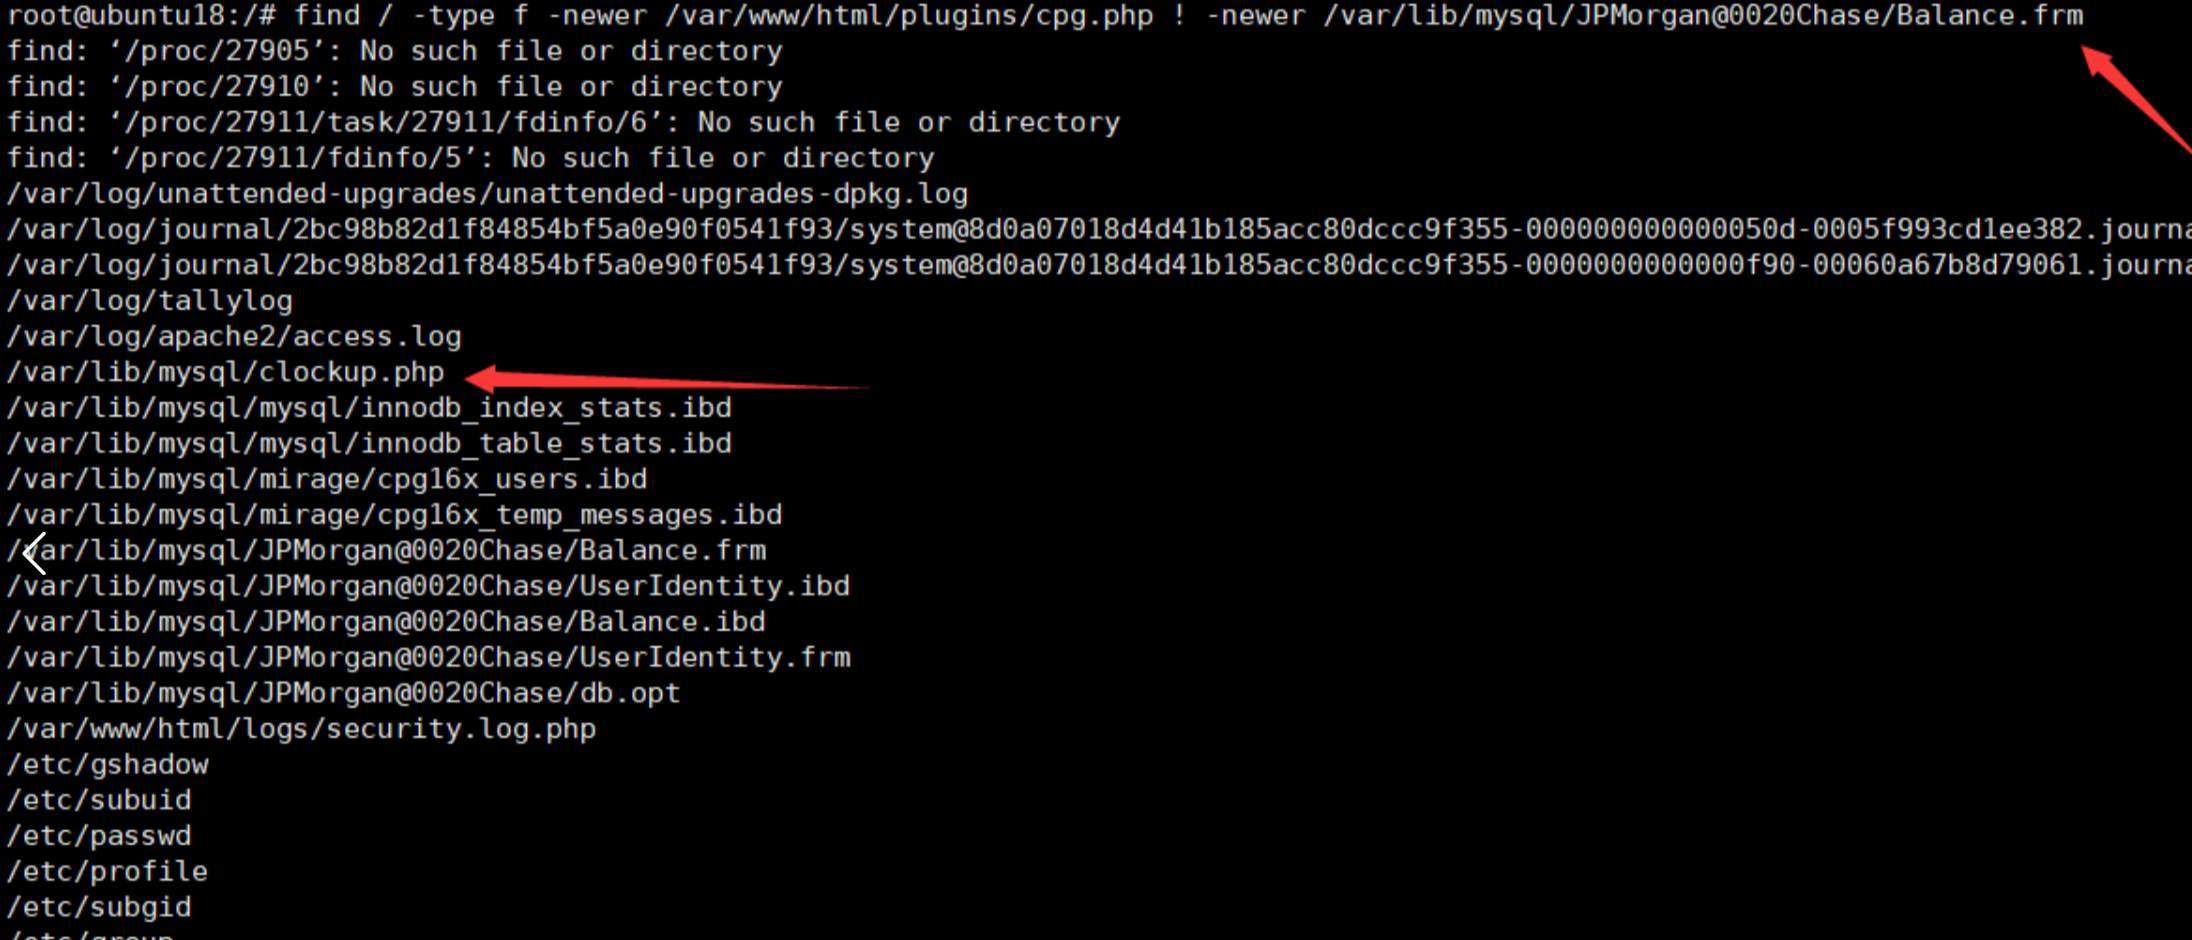 root@ubuntu18:/# find / -type f -newer /var/www/html/plugins/cpg.php ! -newer /var/lib/mysql/JPMorgan@0020Chase/Balance.frm
find: ‘/proc/27905’: No such file or directory
find: ‘/proc/27910’: No such file or directory
find: ‘/proc/27911/task/27911/fdinfo/6’: No such file or directory
find: ‘/proc/27911/fdinfo/5’: No such file or directory
/var/log/unattended-upgrades/unattended-upgrades-dpkg.log
/var/log/journal/2bc98b82d1f84854bf5a0e90f0541f93/system@8d0a07018d4d41b185acc80dccc9f355-000000000000050d-0005f993cd1ee382.journa
/var/log/journal/2bc98b82d1f84854bf5a0e90f0541f93/system@8d0a07018d4d41b185acc80dccc9f355-0000000000000f90-00060a67b8d79061.journa
/var/log/tallylog
/var/log/apache2/access.log
/var/lib/mysql/clockup.php
/var/lib/mysql/mysql/innodb_index_stats.ibd
/var/lib/mysql/mysql/innodb_table_stats.ibd
/var/lib/mysql/mirage/cpg16x_users.ibd
/var/lib/mysql/mirage/cpg16x_temp_messages.ibd
/var/lib/mysql/JPMorgan@0020Chase/Balance.frm
/var/lib/mysql/JPMorgan@0020Chase/UserIdentity.ibd
/var/lib/mysql/JPMorgan@0020Chase/Balance.ibd
/var/lib/mysql/JPMorgan@0020Chase/UserIdentity.frm
/var/lib/mysql/JPMorgan@0020Chase/db.opt
/var/www/html/logs/security.log.php
/etc/gshadow
/etc/subuid
/etc/passwd
/etc/profile
/etc/subgid
/etc/group